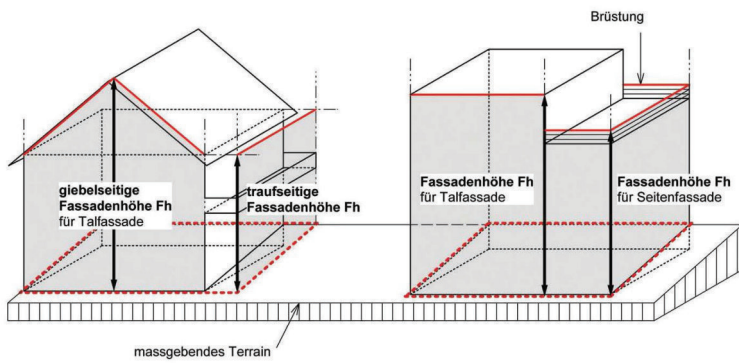 Brüstung
giebelseitige
Fassadenhöhe Fh
für Talfassade
traufseitige
Fassadenhöhe Fh
Fassadenhöhe Fh
für Talfassade
Fassadenhöhe Fh
für Seitenfassade
massgebendes Terrain